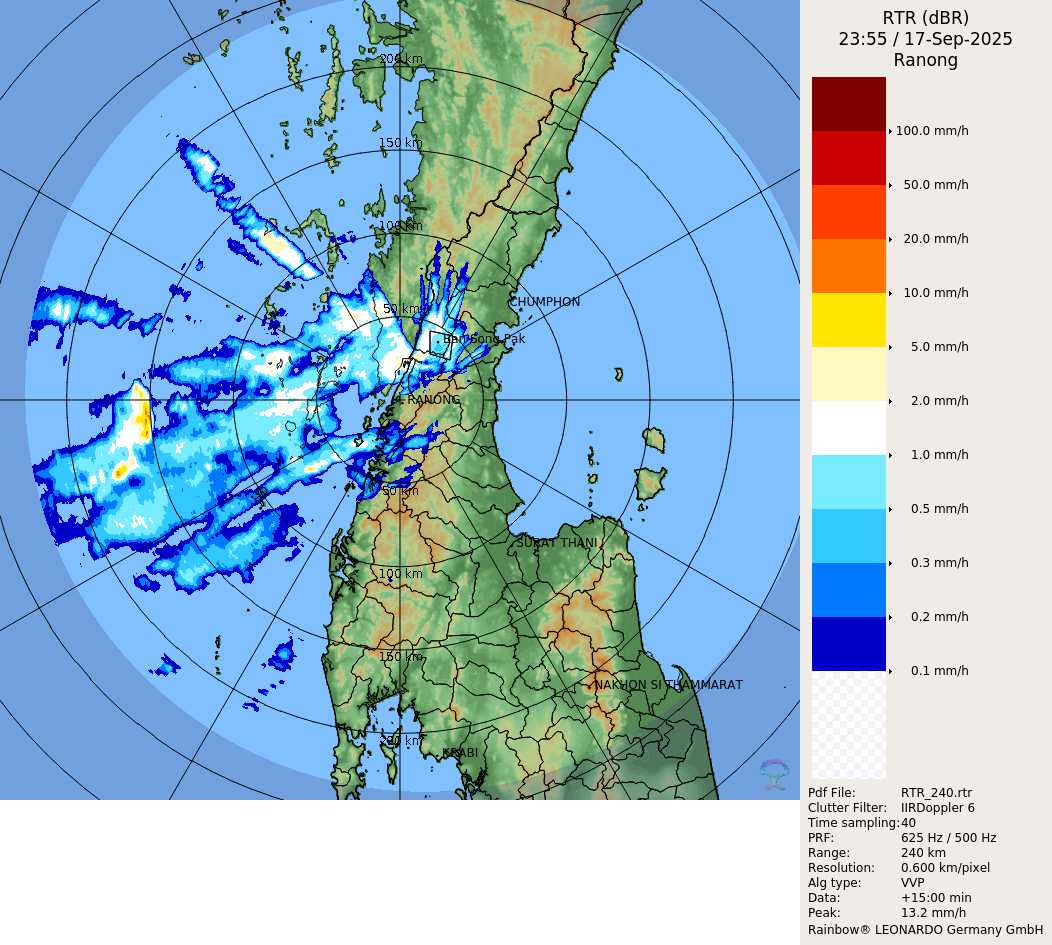 RTR (dBR)
23:55 / 17-Sep-2025
Ranong
100.0 mm/h
50.0 mm/h
20.0 mm/h
10.0 mm/h
5.0 mm/h
2.0 mm/h
1.0 mm/h
0.5 mm/h
0.3 mm/h
0.2 mm/h
0.1 mm/h
200 km
150 km
100 km
CHUMPHON
50 km
Ban Song Pak
RANONG
50 km
SURAT THANI
100 km
150 km
NAKHON SI THAMMARAT
200 km
KRABI
Pdf File: RTR_240.rtr
Clutter Filter: IIRDoppler 6
Time sampling:40
PRF: 625 Hz / 500 Hz
Range: 240 km
Resolution: 0.600 km/pixel
Alg type: VVP
Data: +15:00 min
Peak: 13.2 mm/h
Rainbow® LEONARDO Germany GmbH